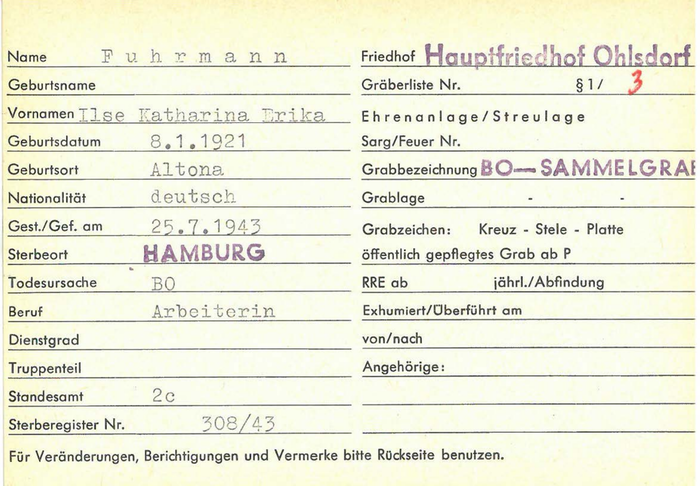 Name Fuhrmann
Geburtsname
Vornamen Ilse Katharina Erika
Geburtsdatum 8.1.1921
Geburtsort Altona
Nationalität deutsch
Gest./Gef. am 25.7.1943
Sterbeort HAMBURG
Todesursache BO
Beruf Arbeiterin
Dienstgrad
Truppenteil
Standesamt 2c
Sterberegister Nr. 308/43
Friedhof Hauptfriedhof Ohlsdorf
Gräberliste Nr. § 1/ 3
Ehrenanlage/Streulage
Sarg/Feuer Nr.
Grabbezeichnung BO-SAMMELGRAB
Grablage - -
Grabzeichen: Kreuz - Stele - Platte
öffentlich gepflegtes Grab ab P
RRE ab jährl./Abfindung
Exhumiert/Überführt am
von/nach
Angehörige:
Für Veränderungen, Berichtigungen und Vermerke bitte Rückseite benutzen.